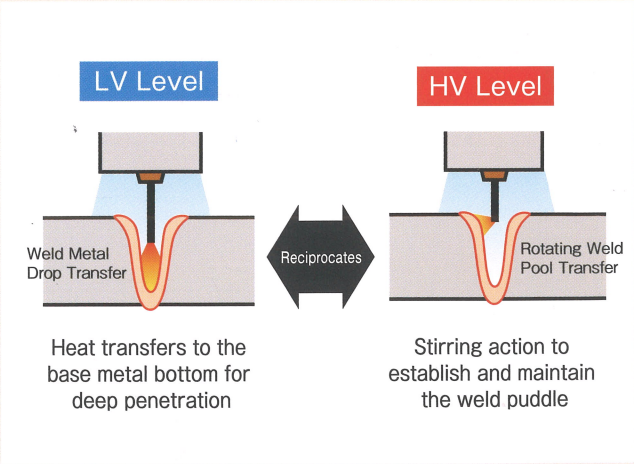 LV Level
HV Level
Weld Metal
Drop Transfer
Reciprocates
Rotating Weld
Pool Transfer
Heat transfers to the
base metal bottom for
deep penetration
Stirring action to
establish and maintain
the weld puddle